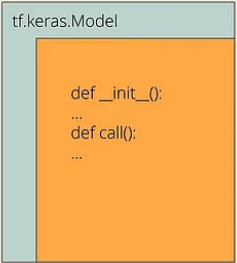 tf.keras.Model
def __init__():
...
def call():
...